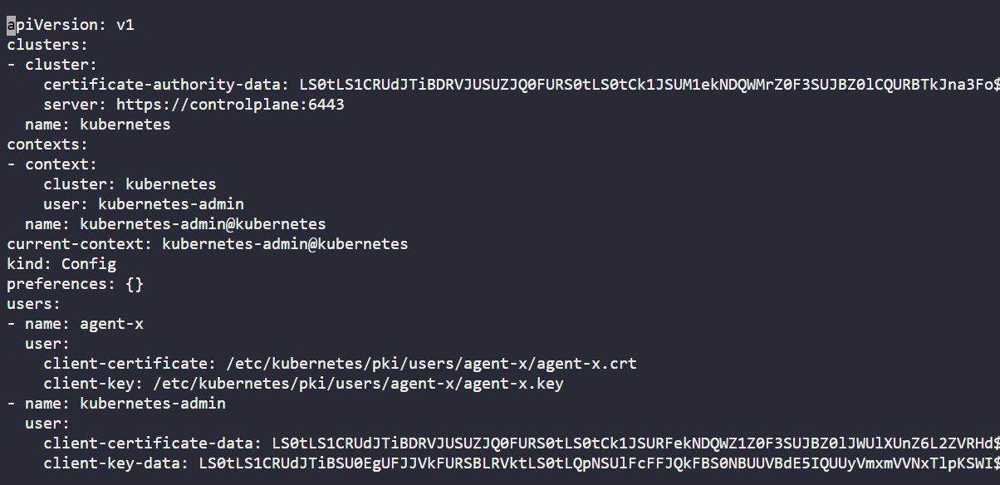 apiVersion: v1
clusters:
- cluster:
    certificate-authority-data: LS0tLS1CRUdJTiBDRVJUSUZJQ0FURS0tLS0tCk1JSUM1ekNDQWMrZ0F3SUJBZ0lCQURBTkJna3Fo$
    server: https://controlplane:6443
  name: kubernetes
contexts:
- context:
    cluster: kubernetes
    user: kubernetes-admin
  name: kubernetes-admin@kubernetes
current-context: kubernetes-admin@kubernetes
kind: Config
preferences: {}
users:
- name: agent-x
  user:
    client-certificate: /etc/kubernetes/pki/users/agent-x/agent-x.crt
    client-key: /etc/kubernetes/pki/users/agent-x/agent-x.key
- name: kubernetes-admin
  user:
    client-certificate-data: LS0tLS1CRUdJTiBDRVJUSUZJQ0FURS0tLS0tCk1JSURFekNDQWZ1Z0F3SUJBZ0lJWUlXUnZ6L2ZVRHd$
    client-key-data: LS0tLS1CRUdJTiBSU0EgUFJJVkFURSBLRVktLS0tLQpNSUlFcFFJQkFBS0NBUUVBdE5IQUUyVmxmVVNxTlpKSWI$